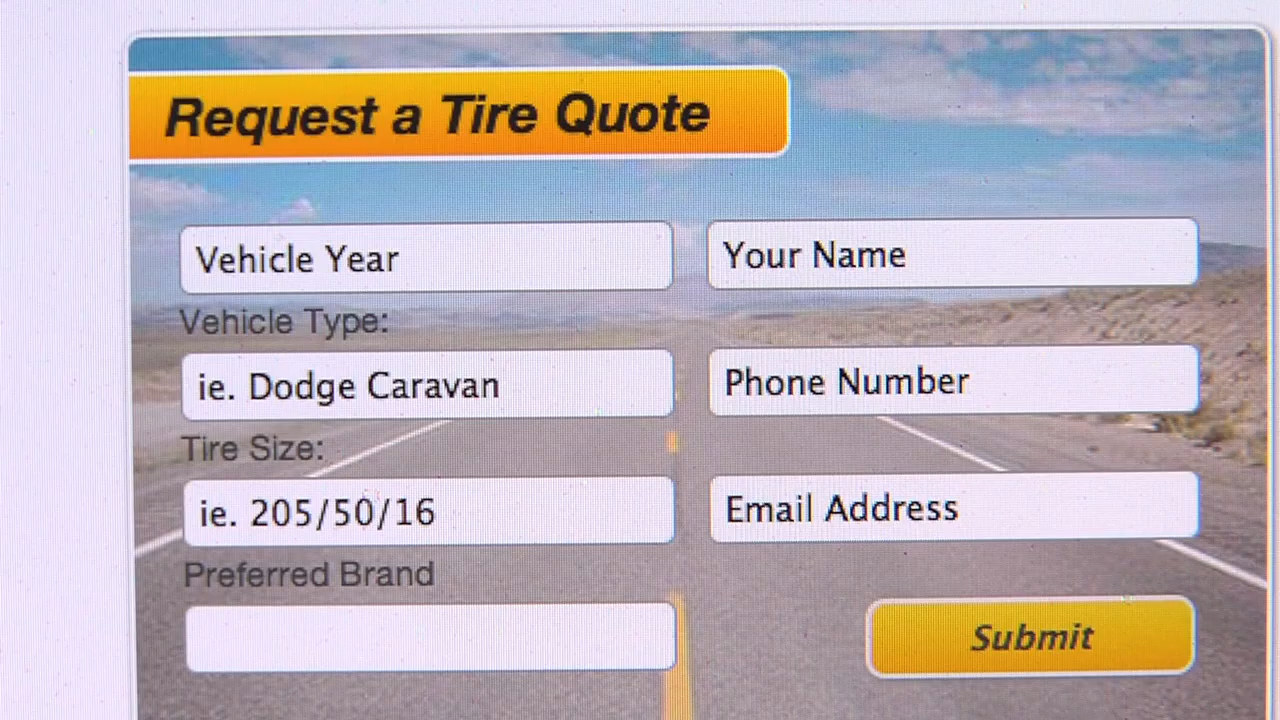 Request a Tire Quote
Vehicle Year
Your Name
Vehicle Type:
ie. Dodge Caravan
Phone Number
Tire Size:
ie. 205/50/16
Email Address
Preferred Brand
Submit